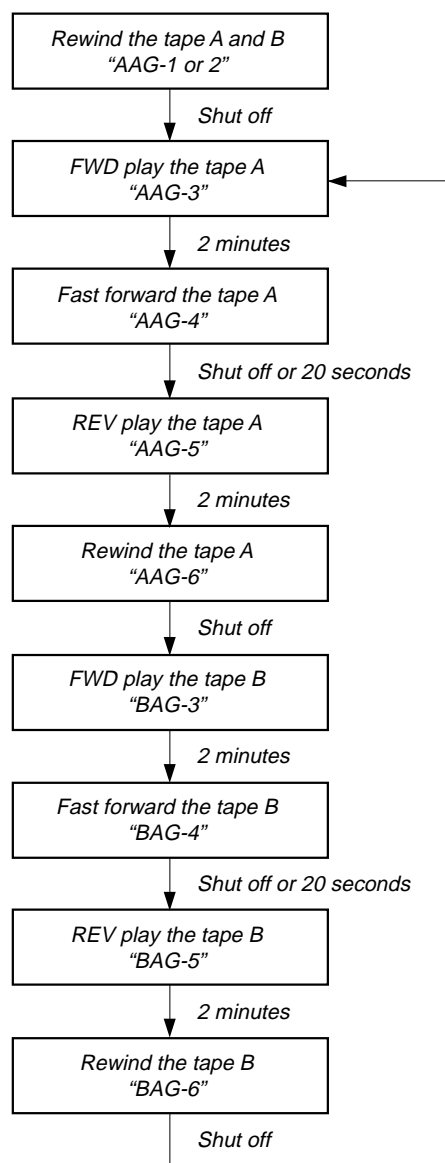 Rewind the tape A and B
“AAG-1 or 2”
Shut off
FWD play the tape A
“AAG-3”
2 minutes
Fast forward the tape A
“AAG-4”
Shut off or 20 seconds
REV play the tape A
“AAG-5”
2 minutes
Rewind the tape A
“AAG-6”
Shut off
FWD play the tape B
“BAG-3”
2 minutes
Fast forward the tape B
“BAG-4”
Shut off or 20 seconds
REV play the tape B
“BAG-5”
2 minutes
Rewind the tape B
“BAG-6”
Shut off